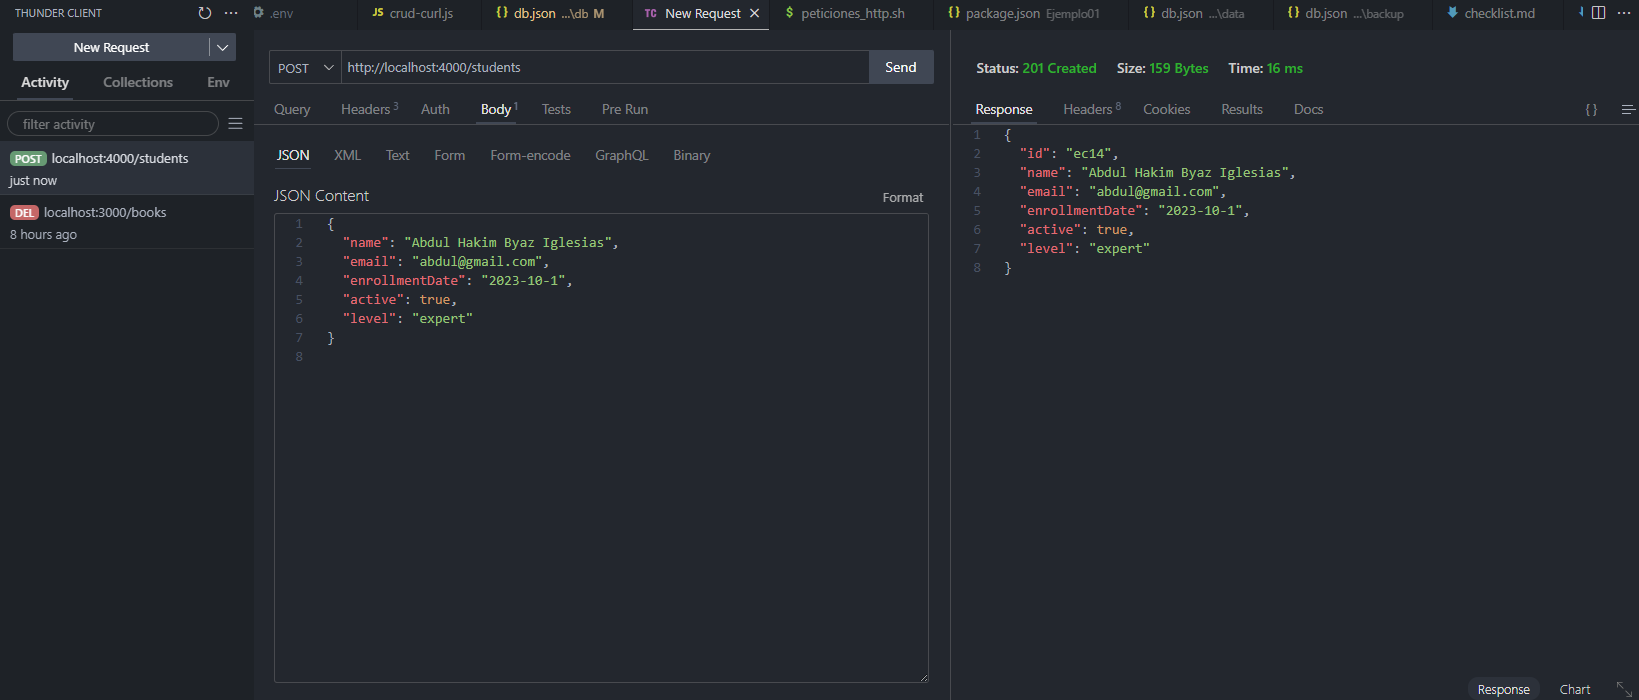 THUNDER CLIENT
.env
JS crud-curl.js
{} db.json ...\db M
TC New Request
$ peticiones_http.sh
{} package.json Ejemplo01
{} db.json ...\data
{} db.json ...\backup
checklist.md
New Request
Activity Collections Env
filter activity
POST localhost:4000/students
just now
DEL localhost:3000/books
8 hours ago
POST http://localhost:4000/students Send
Query Headers 3 Auth Body 1 Tests Pre Run
JSON XML Text Form Form-encode GraphQL Binary
JSON Content Format
1 {
2 "name": "Abdul Hakim Byaz Iglesias",
3 "email": "abdul@gmail.com",
4 "enrollmentDate": "2023-10-1",
5 "active": true,
6 "level": "expert"
7 }
8
Status: 201 Created Size: 159 Bytes Time: 16 ms
Response Headers 8 Cookies Results Docs {}
1 {
2 "id": "ec14",
3 "name": "Abdul Hakim Byaz Iglesias",
4 "email": "abdul@gmail.com",
5 "enrollmentDate": "2023-10-1",
6 "active": true,
7 "level": "expert"
8 }
Response Chart